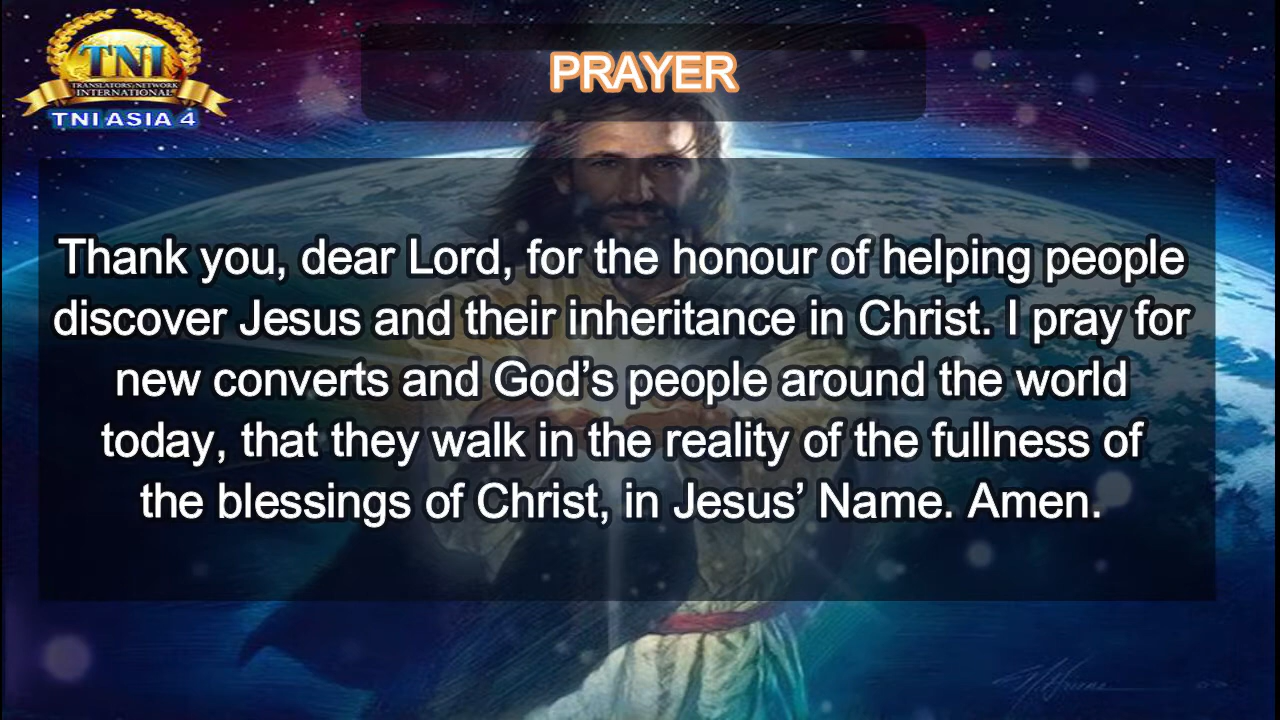 TNI
TRANSLATORS' NETWORK
INTERNATIONAL
TNI ASIA 4
PRAYER
Thank you, dear Lord, for the honour of helping people
discover Jesus and their inheritance in Christ. I pray for
new converts and God’s people around the world
today, that they walk in the reality of the fullness of
the blessings of Christ, in Jesus’ Name. Amen.